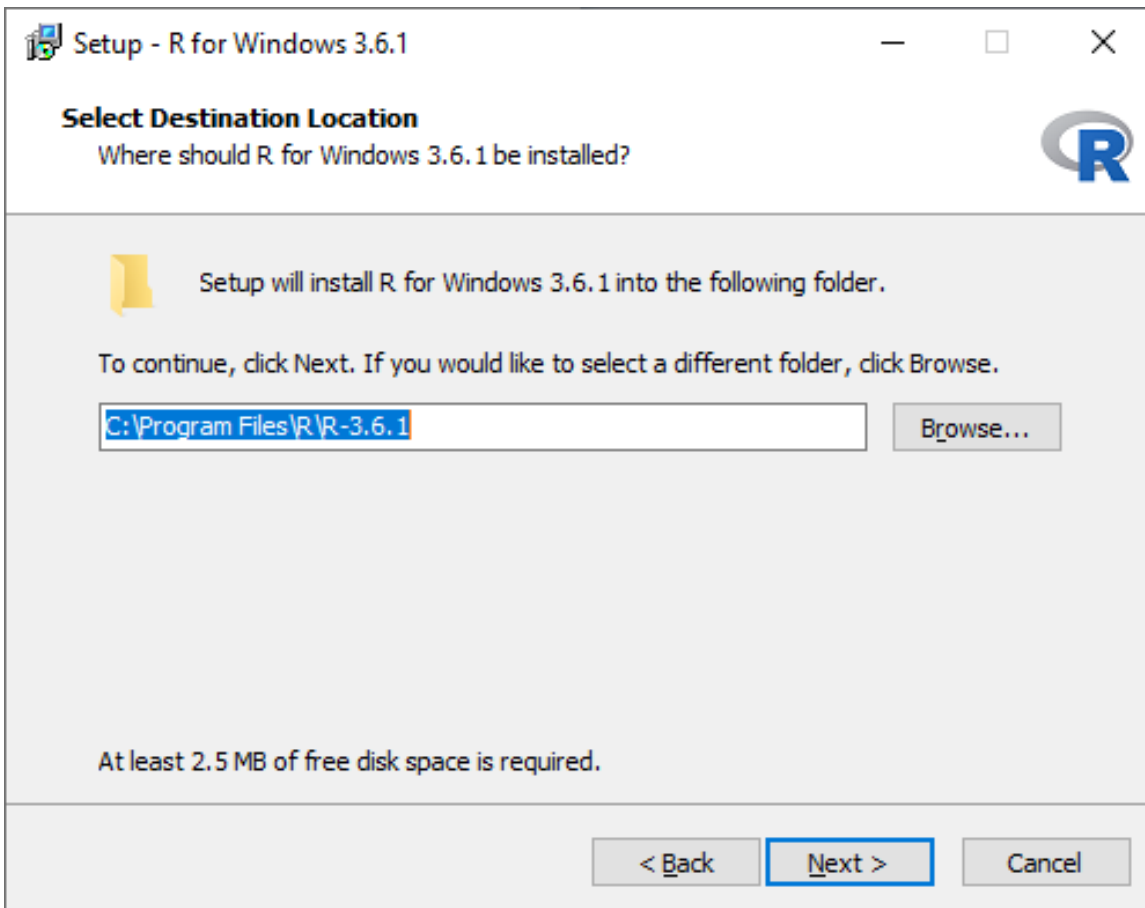 Setup - R for Windows 3.6.1
Select Destination Location
Where should R for Windows 3.6.1 be installed?
R
Setup will install R for Windows 3.6.1 into the following folder.
To continue, click Next. If you would like to select a different folder, click Browse.
C:\Program Files\R\R-3.6.1 Browse...
At least 2.5 MB of free disk space is required.
< Back Next > Cancel